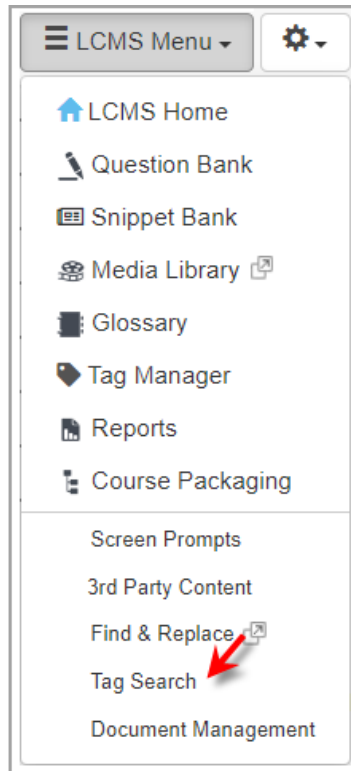 LCMS Menu
LCMS Home
Question Bank
Snippet Bank
Media Library
Glossary
Tag Manager
Reports
Course Packaging
Screen Prompts
3rd Party Content
Find & Replace
Tag Search
Document Management